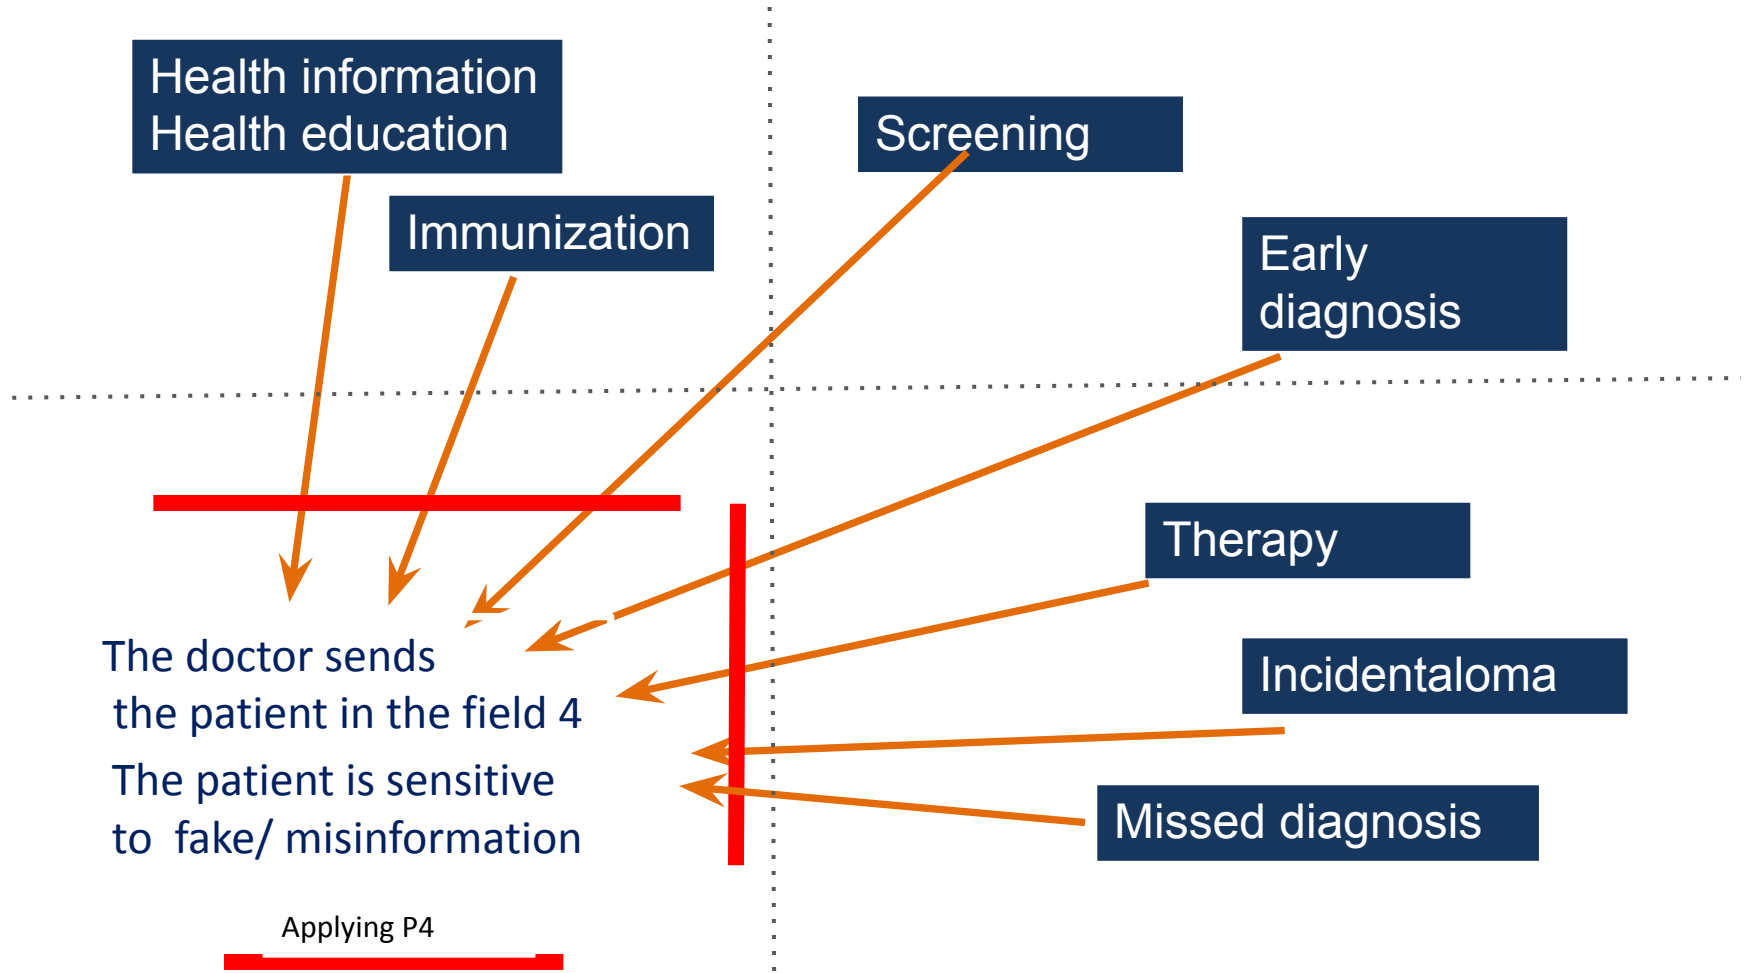 Health information
Health education
Immunization
Screening
Early
diagnosis
Therapy
Incidentaloma
Missed diagnosis
The doctor sends
the patient in the field 4
The patient is sensitive
to fake/ misinformation
Applying P4